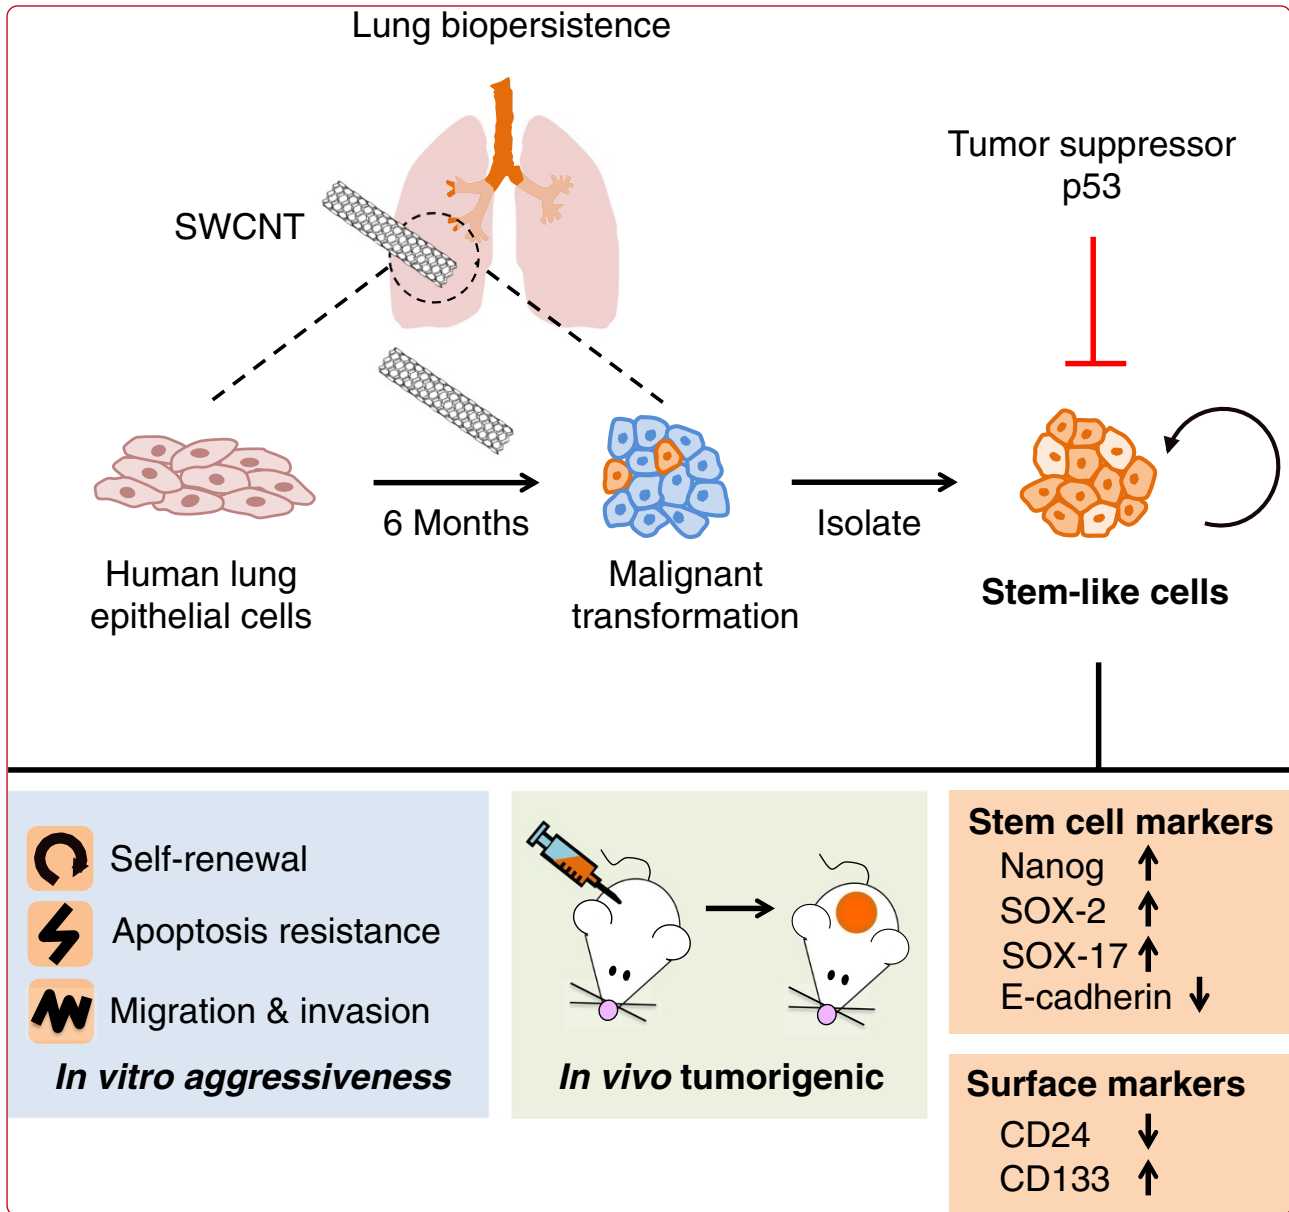 Lung biopersistence
SWCNT
Tumor suppressor
p53
6 Months
Isolate
Human lung
epithelial cells
Malignant
transformation
Stem-like cells
Self-renewal
Apoptosis resistance
Migration & invasion
In vitro aggressiveness
In vivo tumorigenic
Stem cell markers
Nanog ↑
SOX-2 ↑
SOX-17 ↑
E-cadherin ↓
Surface markers
CD24 ↓
CD133 ↑